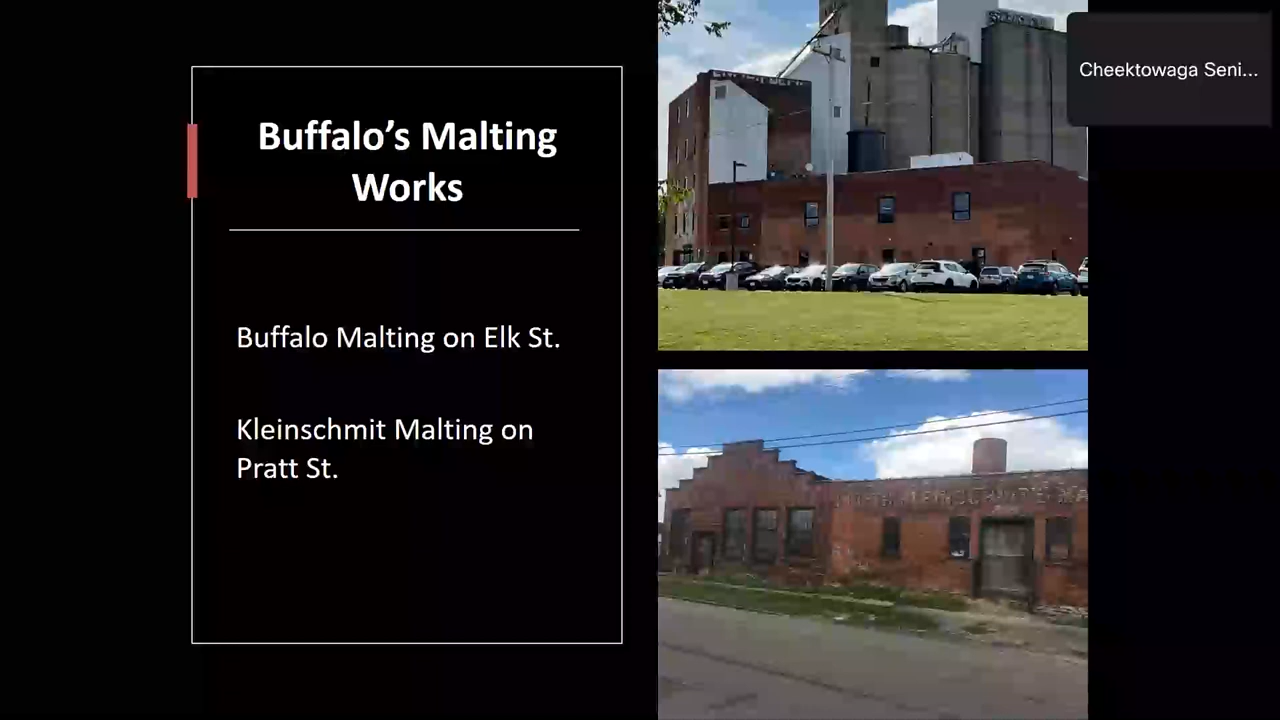 Buffalo’s Malting
Works
Buffalo Malting on Elk St.
Kleinschmit Malting on
Pratt St.
Cheektowaga Seni...